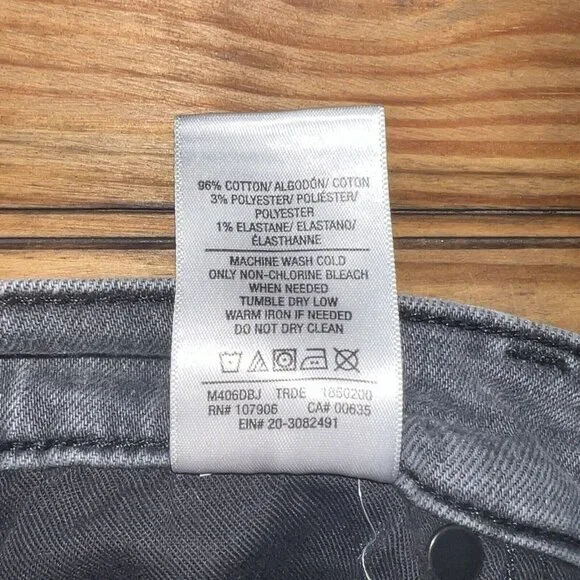 96% COTTON/ ALGODÓN/ COTON
3% POLYESTER/ POLIÉSTER/
POLYESTER
1% ELASTANE/ ELASTANO/
ÉLASTHANNE
MACHINE WASH COLD
ONLY NON-CHLORINE BLEACH
WHEN NEEDED
TUMBLE DRY LOW
WARM IRON IF NEEDED
DO NOT DRY CLEAN
M406DBJ TRDE 1850200
RN# 107906 CA# 00635
EIN# 20-3082491